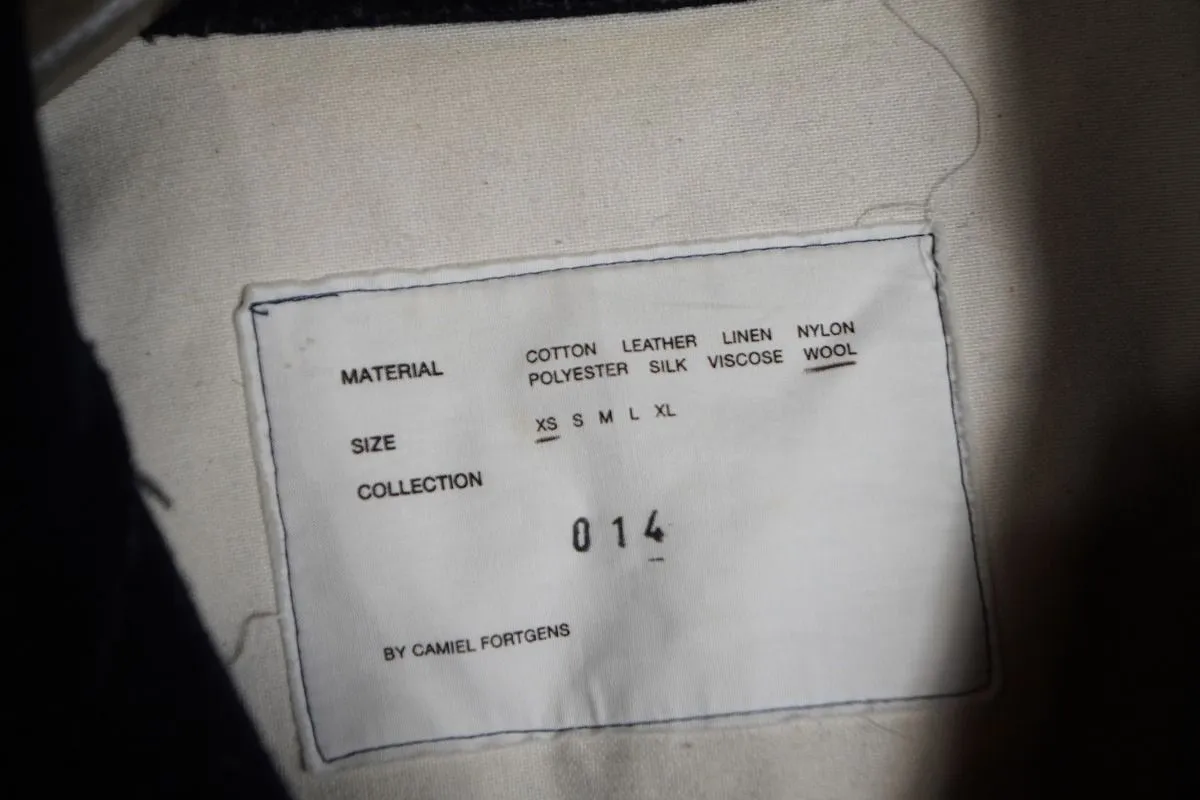 MATERIAL COTTON LEATHER LINEN NYLON
POLYESTER SILK VISCOSE WOOL
SIZE XS S M L XL
COLLECTION
014
BY CAMIEL FORTGENS